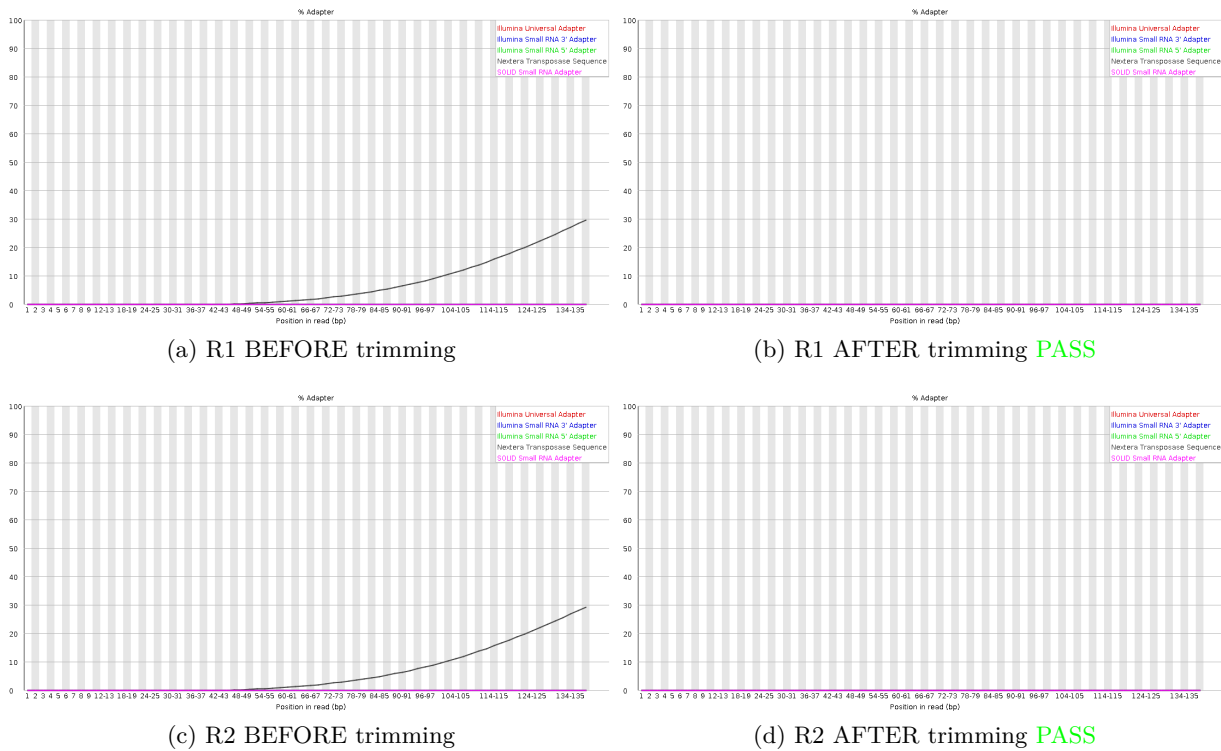 % Adapter
100
90
80
70
60
50
40
30
20
10
0
Illumina Universal Adapter
Illumina Small RNA 3' Adapter
Illumina Small RNA 5' Adapter
Nextera Transposase Sequence
SOLID Small RNA Adapter
1 2 3 4 5 6 7 8 9 12-13 18-19 24-25 30-31 36-37 42-43 48-49 54-55 60-61 66-67 72-73 78-79 84-85 90-91 96-97 104-105 114-115 124-125 134-135
Position in read (bp)
(a) R1 BEFORE trimming
% Adapter
100
90
80
70
60
50
40
30
20
10
0
Illumina Universal Adapter
Illumina Small RNA 3' Adapter
Illumina Small RNA 5' Adapter
Nextera Transposase Sequence
SOLID Small RNA Adapter
1 2 3 4 5 6 7 8 9 12-13 18-19 24-25 30-31 36-37 42-43 48-49 54-55 60-61 66-67 72-73 78-79 84-85 90-91 96-97 104-105 114-115 124-125 134-135
Position in read (bp)
(b) R1 AFTER trimming PASS
% Adapter
100
90
80
70
60
50
40
30
20
10
0
Illumina Universal Adapter
Illumina Small RNA 3' Adapter
Illumina Small RNA 5' Adapter
Nextera Transposase Sequence
SOLID Small RNA Adapter
1 2 3 4 5 6 7 8 9 12-13 18-19 24-25 30-31 36-37 42-43 48-49 54-55 60-61 66-67 72-73 78-79 84-85 90-91 96-97 104-105 114-115 124-125 134-135
Position in read (bp)
(c) R2 BEFORE trimming
% Adapter
100
90
80
70
60
50
40
30
20
10
0
Illumina Universal Adapter
Illumina Small RNA 3' Adapter
Illumina Small RNA 5' Adapter
Nextera Transposase Sequence
SOLID Small RNA Adapter
1 2 3 4 5 6 7 8 9 12-13 18-19 24-25 30-31 36-37 42-43 48-49 54-55 60-61 66-67 72-73 78-79 84-85 90-91 96-97 104-105 114-115 124-125 134-135
Position in read (bp)
(d) R2 AFTER trimming PASS